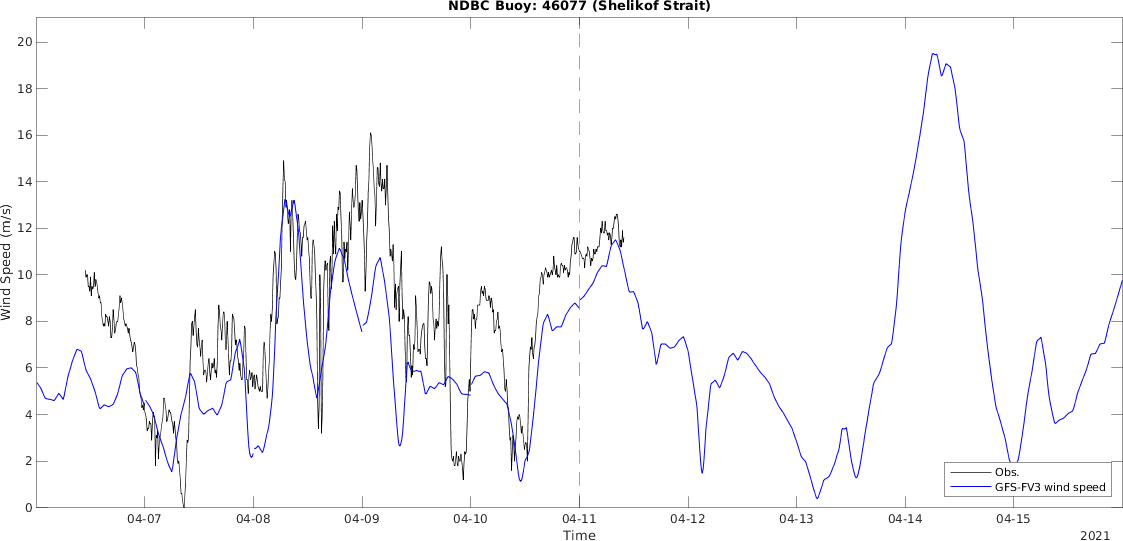 NDBC Buoy: 46077 (Shelikof Strait)
Wind Speed (m/s)
20
18
16
14
12
10
8
6
4
2
0
Obs.
GFS-FV3 wind speed
04-07 04-08 04-09 04-10 04-11 04-12 04-13 04-14 04-15
Time
2021